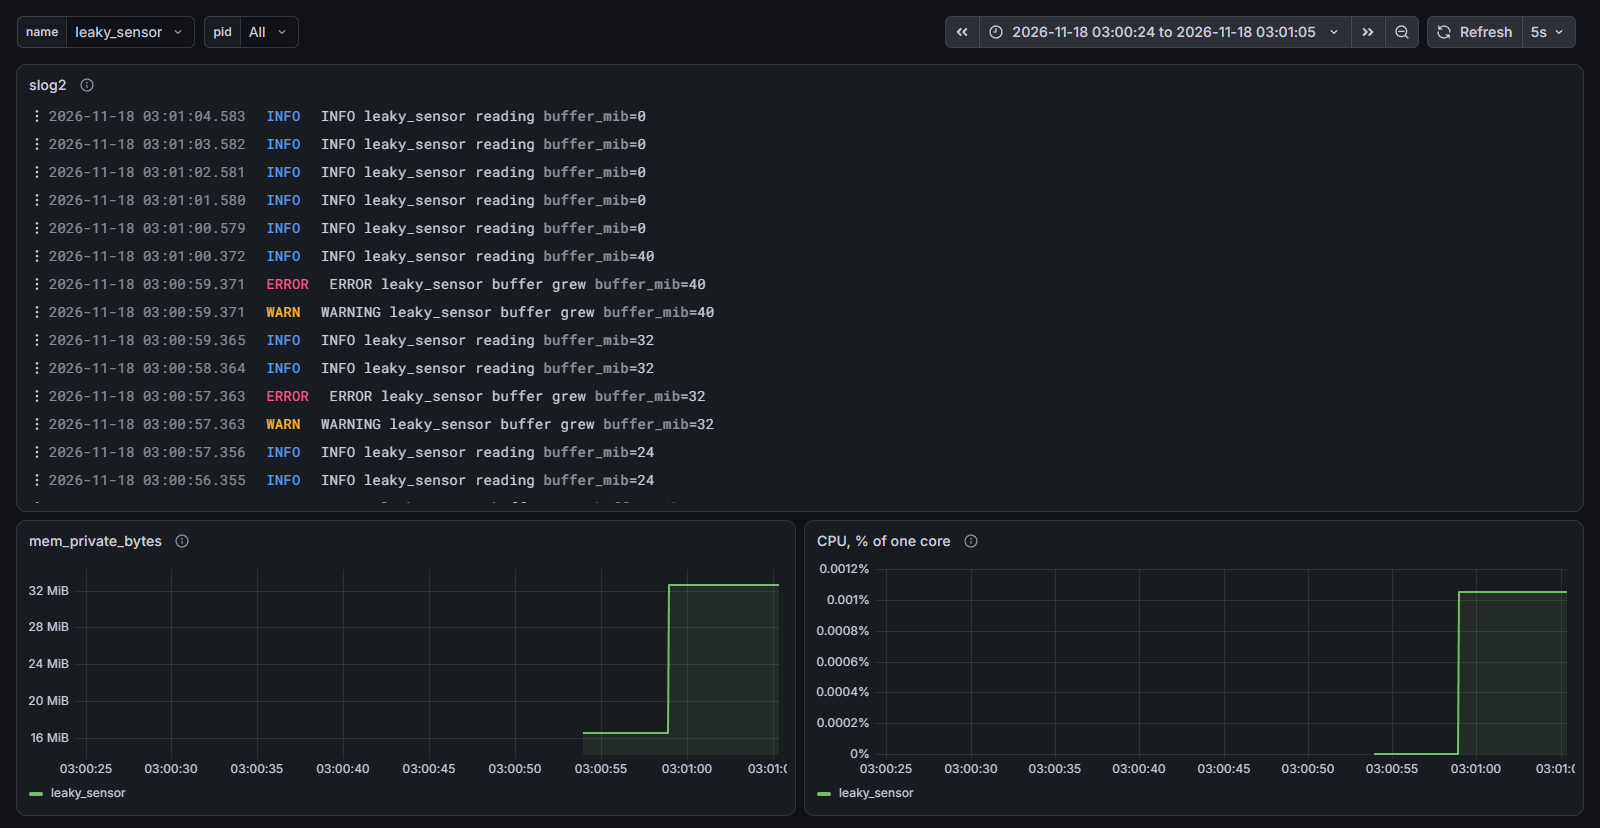 name leaky_sensor pid All 2026-11-18 03:00:24 to 2026-11-18 03:01:05 Refresh 5s
slog2
2026-11-18 03:01:04.583 INFO INFO leaky_sensor reading buffer_mib=0
2026-11-18 03:01:03.582 INFO INFO leaky_sensor reading buffer_mib=0
2026-11-18 03:01:02.581 INFO INFO leaky_sensor reading buffer_mib=0
2026-11-18 03:01:01.580 INFO INFO leaky_sensor reading buffer_mib=0
2026-11-18 03:01:00.579 INFO INFO leaky_sensor reading buffer_mib=0
2026-11-18 03:01:00.372 INFO INFO leaky_sensor reading buffer_mib=40
2026-11-18 03:00:59.371 ERROR ERROR leaky_sensor buffer grew buffer_mib=40
2026-11-18 03:00:59.371 WARN WARNING leaky_sensor buffer grew buffer_mib=40
2026-11-18 03:00:59.365 INFO INFO leaky_sensor reading buffer_mib=32
2026-11-18 03:00:58.364 INFO INFO leaky_sensor reading buffer_mib=32
2026-11-18 03:00:57.363 ERROR ERROR leaky_sensor buffer grew buffer_mib=32
2026-11-18 03:00:57.363 WARN WARNING leaky_sensor buffer grew buffer_mib=32
2026-11-18 03:00:57.356 INFO INFO leaky_sensor reading buffer_mib=24
2026-11-18 03:00:56.355 INFO INFO leaky_sensor reading buffer_mib=24
mem_private_bytes
32 MiB
28 MiB
24 MiB
20 MiB
16 MiB
03:00:25 03:00:30 03:00:35 03:00:40 03:00:45 03:00:50 03:00:55 03:01:00
leaky_sensor
CPU, % of one core
0.0012%
0.001%
0.0008%
0.0006%
0.0004%
0.0002%
0%
03:00:25 03:00:30 03:00:35 03:00:40 03:00:45 03:00:50 03:00:55 03:01:00
leaky_sensor